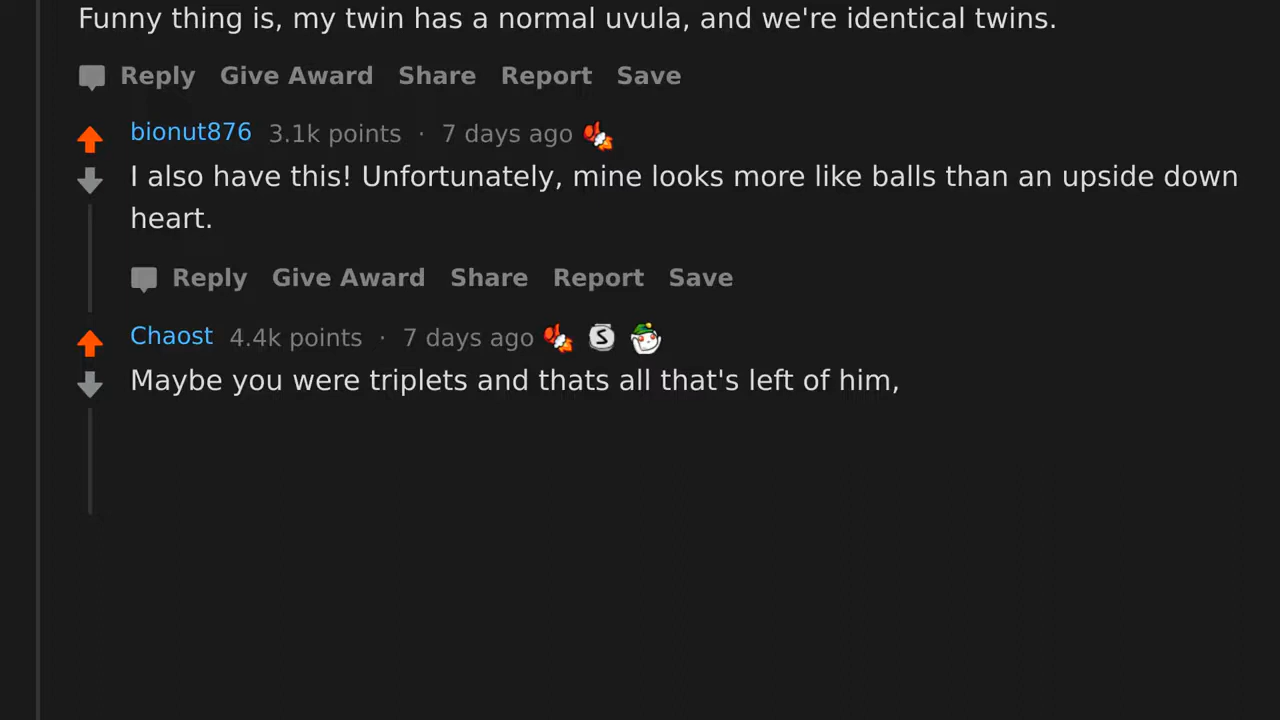 Funny thing is, my twin has a normal uvula, and we're identical twins.
Reply Give Award Share Report Save
bionut876 3.1k points · 7 days ago
I also have this! Unfortunately, mine looks more like balls than an upside down
heart.
Reply Give Award Share Report Save
Chaost 4.4k points · 7 days ago S
Maybe you were triplets and thats all that's left of him,